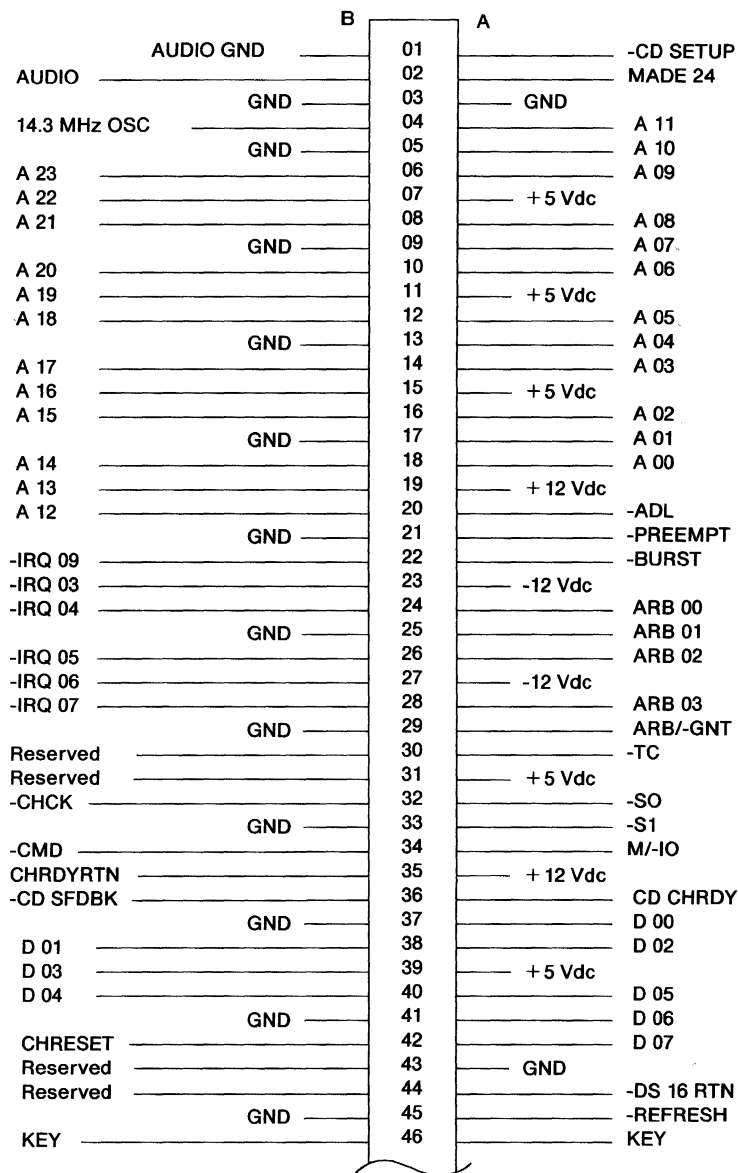 B A
AUDIO GND 01 -CD SETUP
AUDIO 02 MADE 24
GND 03 GND
14.3 MHz OSC 04 A 11
GND 05 A 10
A 23 06 A 09
A 22 07 +5 Vdc
A 21 08 A 08
GND 09 A 07
A 20 10 A 06
A 19 11 +5 Vdc
A 18 12 A 05
GND 13 A 04
A 17 14 A 03
A 16 15 +5 Vdc
A 15 16 A 02
GND 17 A 01
A 14 18 A 00
A 13 19 +12 Vdc
A 12 20 -ADL
GND 21 -PREEMPT
-IRQ 09 22 -BURST
-IRQ 03 23 -12 Vdc
-IRQ 04 24 ARB 00
GND 25 ARB 01
-IRQ 05 26 ARB 02
-IRQ 06 27 -12 Vdc
-IRQ 07 28 ARB 03
GND 29 ARB/-GNT
Reserved 30 -TC
Reserved 31 +5 Vdc
-CHCK 32 -SO
GND 33 -S1
-CMD 34 M/-IO
CHRDYRTN 35 +12 Vdc
-CD SFDBK 36 CD CHRDY
GND 37 D 00
D 01 38 D 02
D 03 39 +5 Vdc
D 04 40 D 05
GND 41 D 06
CHRESET 42 D 07
Reserved 43 GND
Reserved 44 -DS 16 RTN
GND 45 -REFRESH
KEY 46 KEY